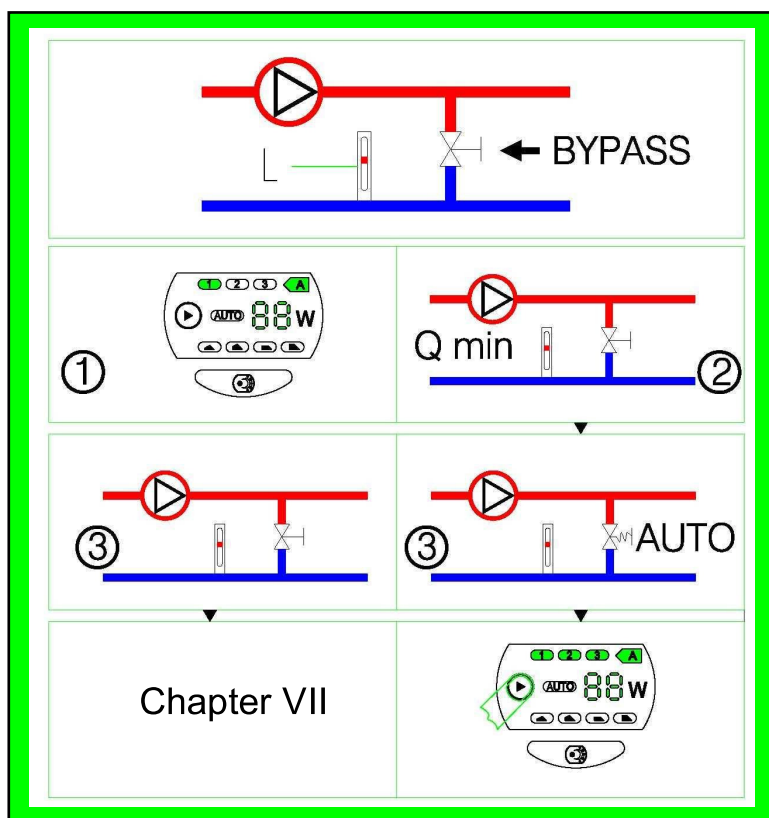 L
BYPASS
1 2 3 A
AUTO 88 W
①
Q min
②
③
③ AUTO
Chapter VII
1 2 3 A
AUTO 88 W